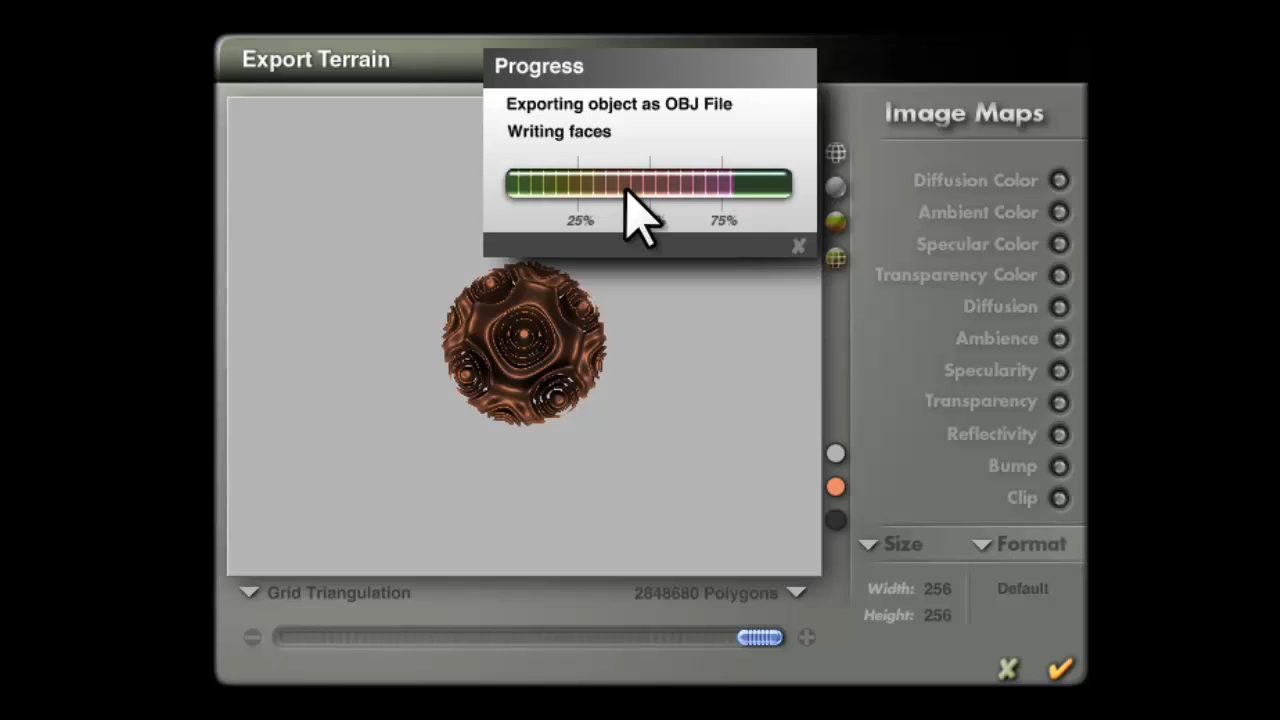 Export Terrain
Progress
Exporting object as OBJ File
Writing faces
25%
75%
Image Maps
Diffusion Color
Ambient Color
Specular Color
Transparency Color
Diffusion
Ambience
Specularity
Transparency
Reflectivity
Bump
Clip
Size
Format
Width: 256
Default
Height: 256
Grid Triangulation
2848680 Polygons